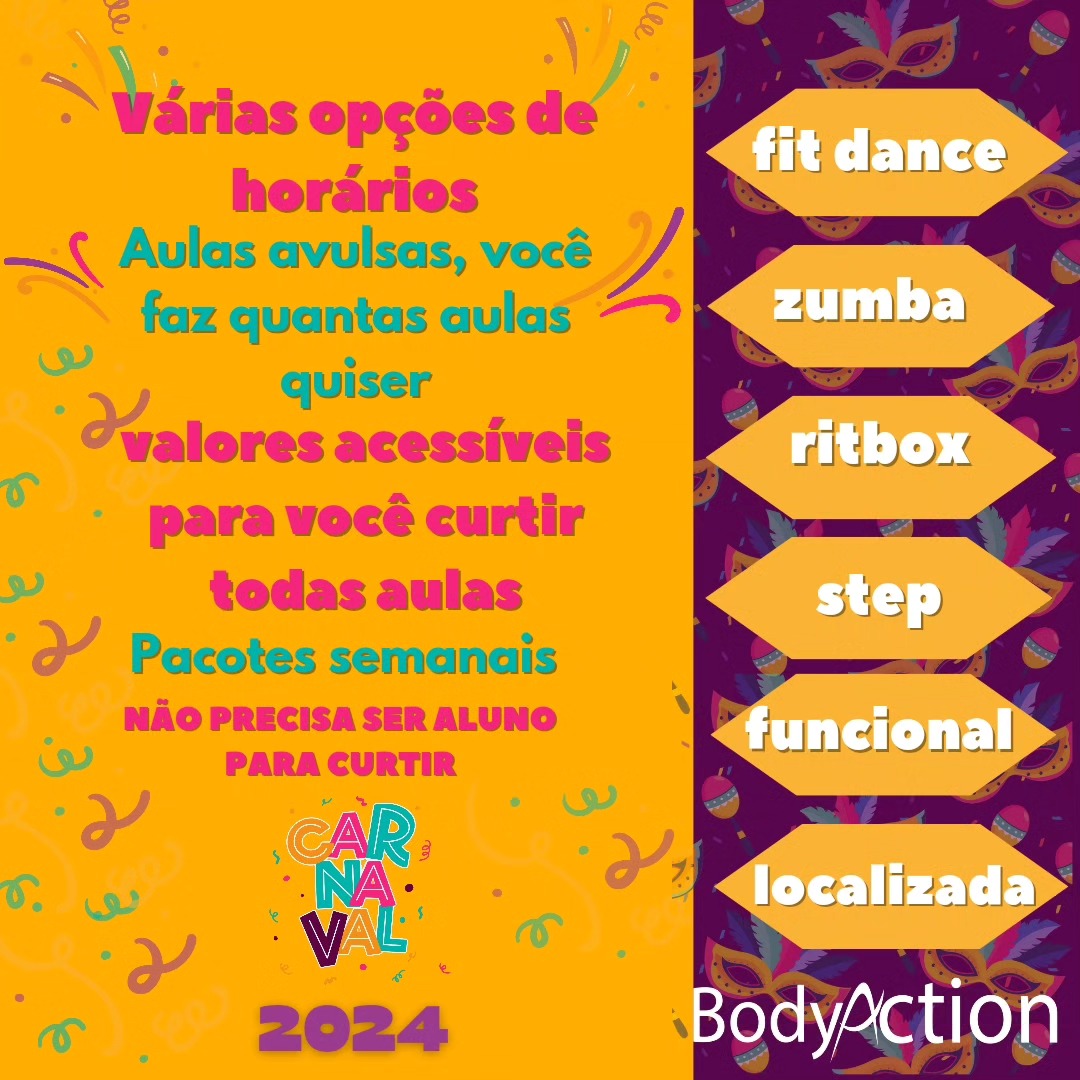 Várias opções de
horários
Aulas avulsas, você
faz quantas aulas
quiser
valores acessíveis
para você curtir
todas aulas
Pacotes semanais
NÃO PRECISA SER ALUNO
PARA CURTIR
CAR
NA
VAL
2024
fit dance
zumba
ritbox
step
funcional
localizada
BodyAction